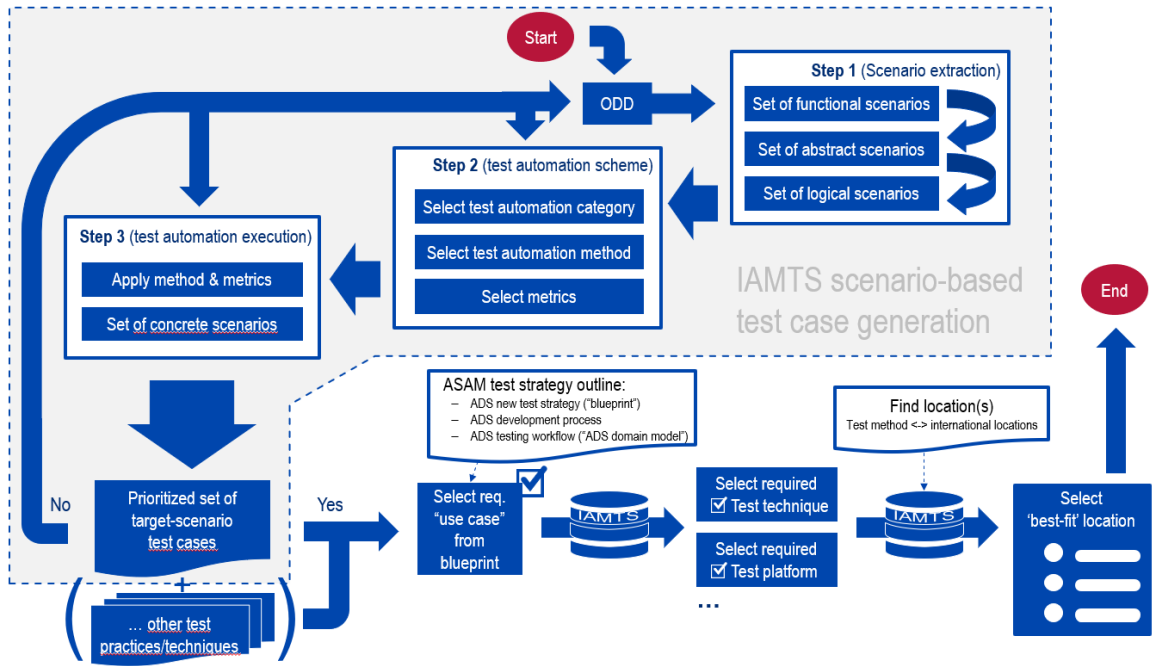 Start
ODD
Step 1 (Scenario extraction)
Set of functional scenarios
Set of abstract scenarios
Set of logical scenarios
Step 2 (test automation scheme)
Select test automation category
Select test automation method
Select metrics
Step 3 (test automation execution)
Apply method & metrics
Set of concrete scenarios
IAMTS scenario-based
test case generation
End
ASAM test strategy outline:
– ADS new test strategy ("blueprint")
– ADS development process
– ADS testing workflow ("ADS domain model")
Find location(s)
Test method <-> international locations
No
Prioritized set of
target-scenario
test cases
Yes
+
( … other test
practices/techniques )
Select req.
"use case"
from
blueprint
IAMTS
Select required
Test technique
Select required
Test platform
…
IAMTS
Select
'best-fit' location